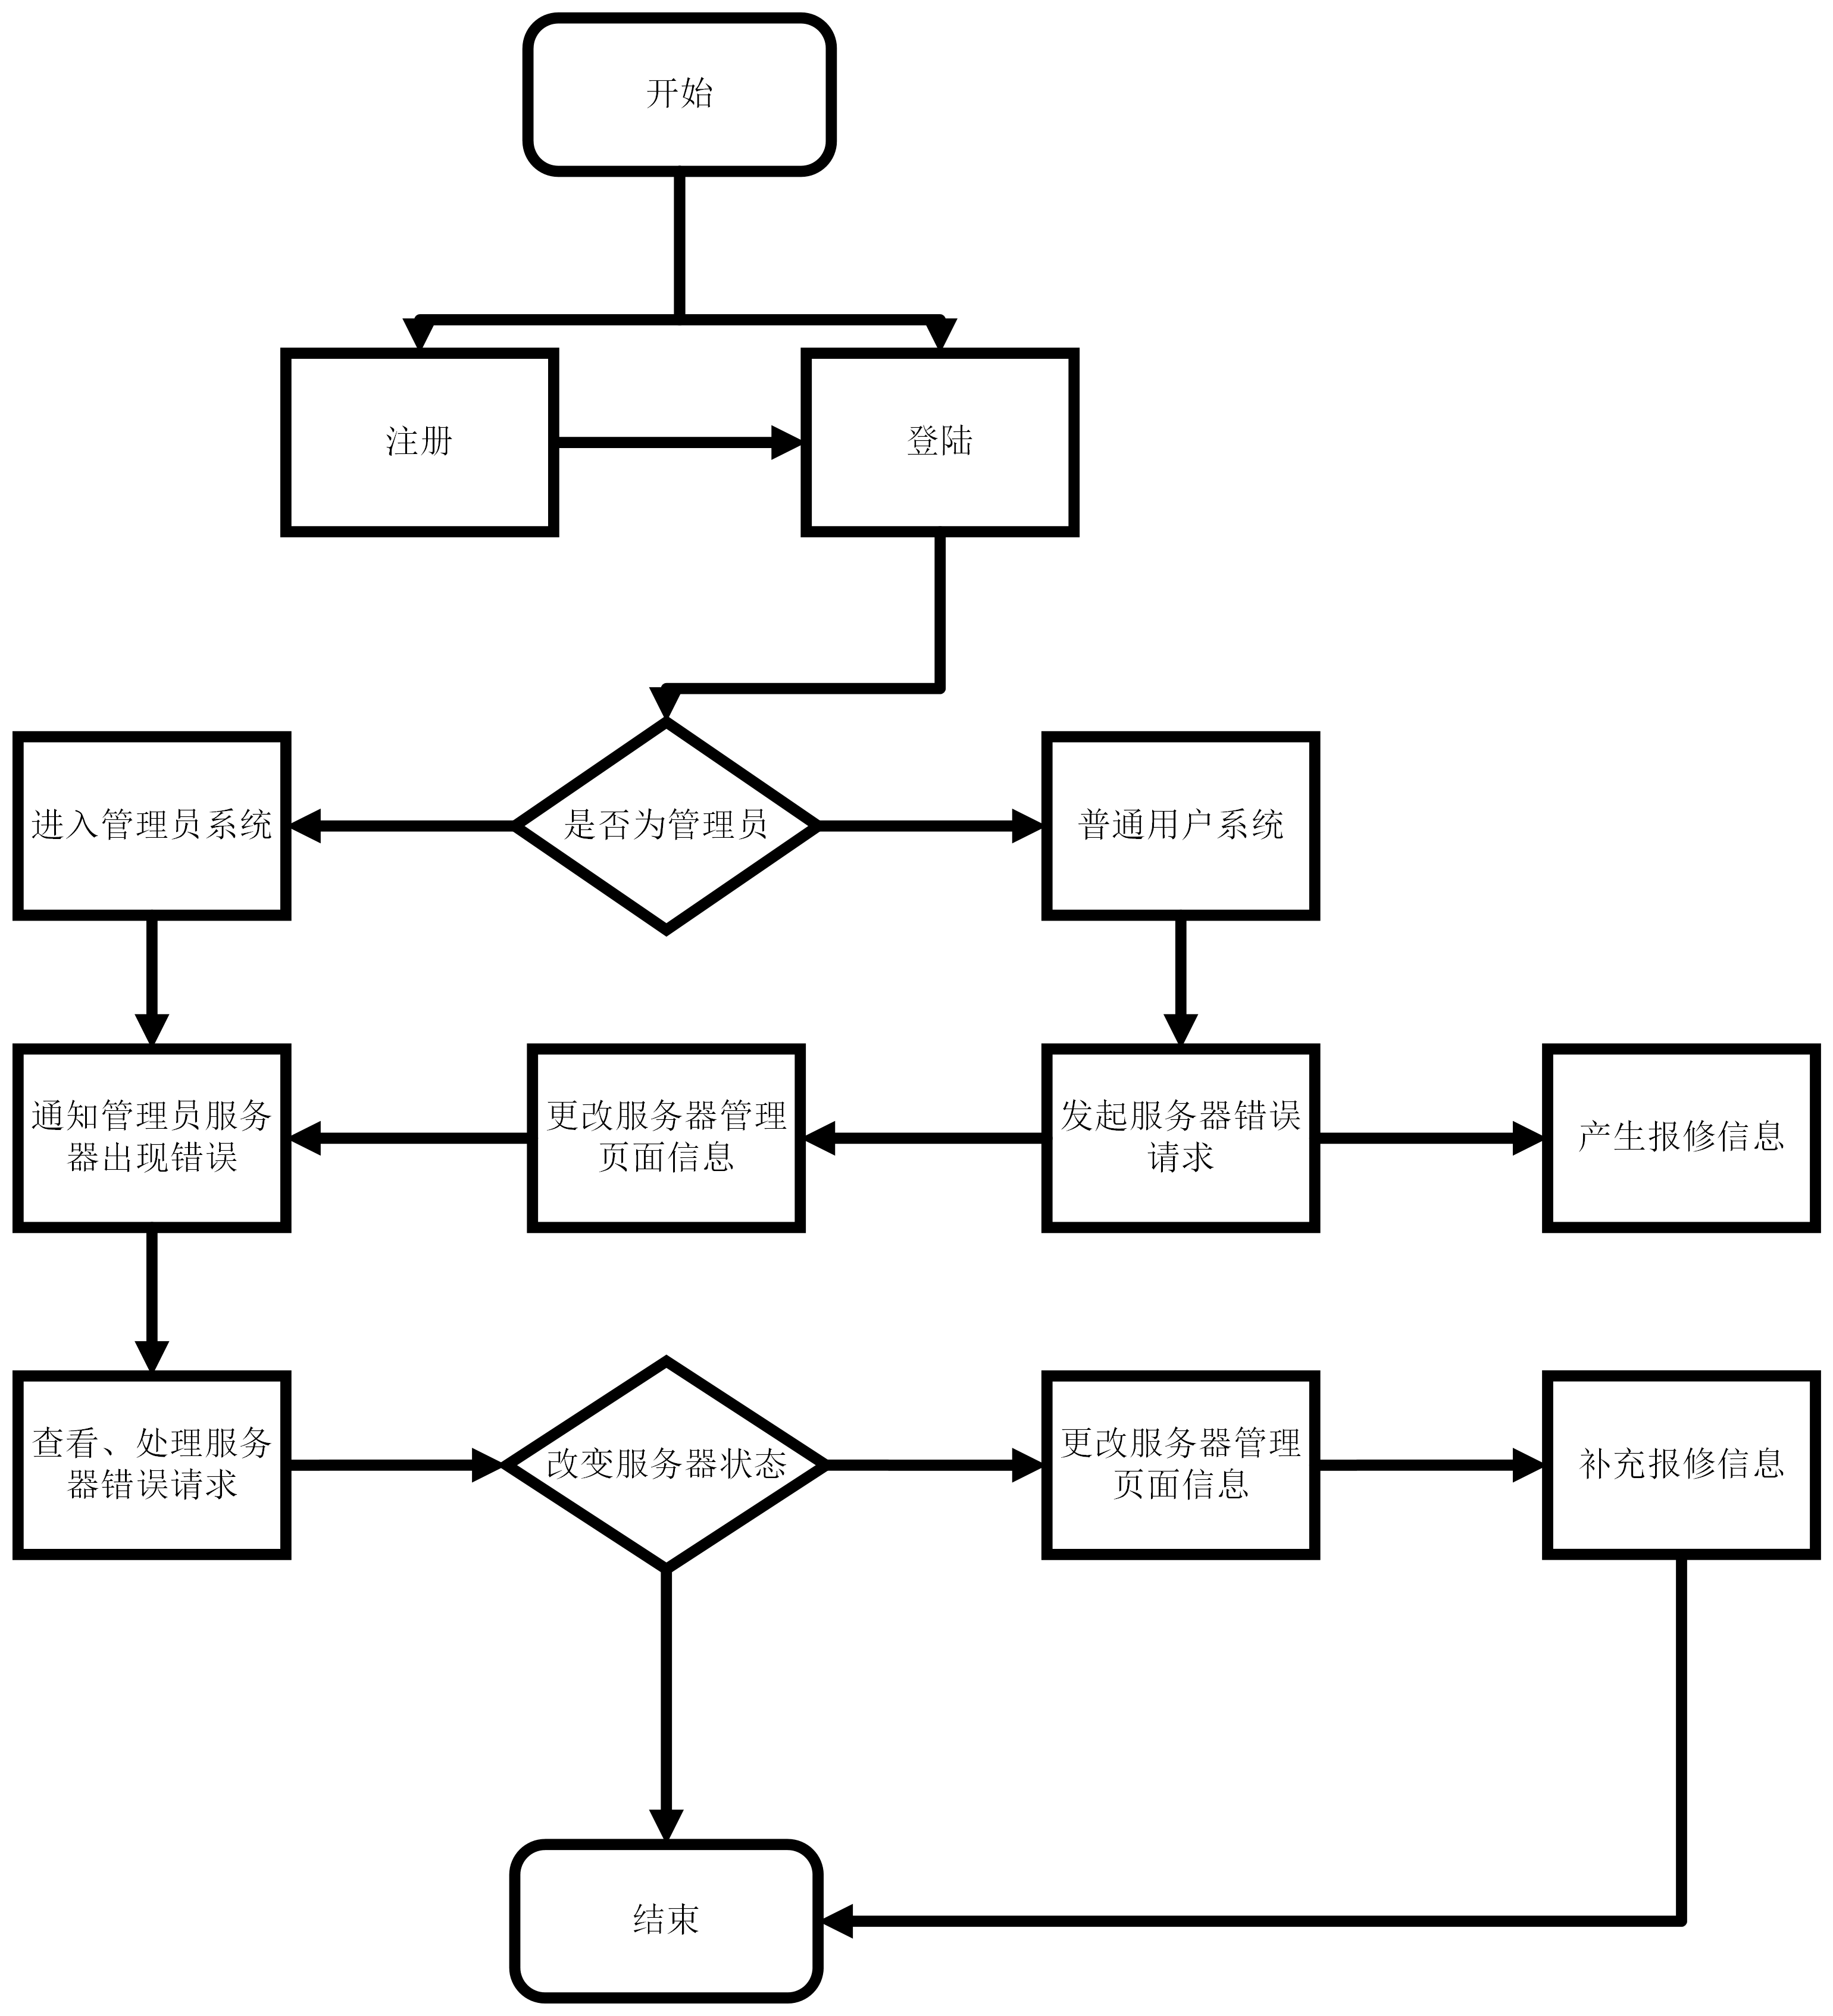 开始
注册
登陆
进入管理员系统
是否为管理员
普通用户系统
通知管理员服务
器出现错误
更改服务器管理
页面信息
发起服务器错误
请求
产生报修信息
查看、处理服务
器错误请求
改变服务器状态
更改服务器管理
页面信息
补充报修信息
结束